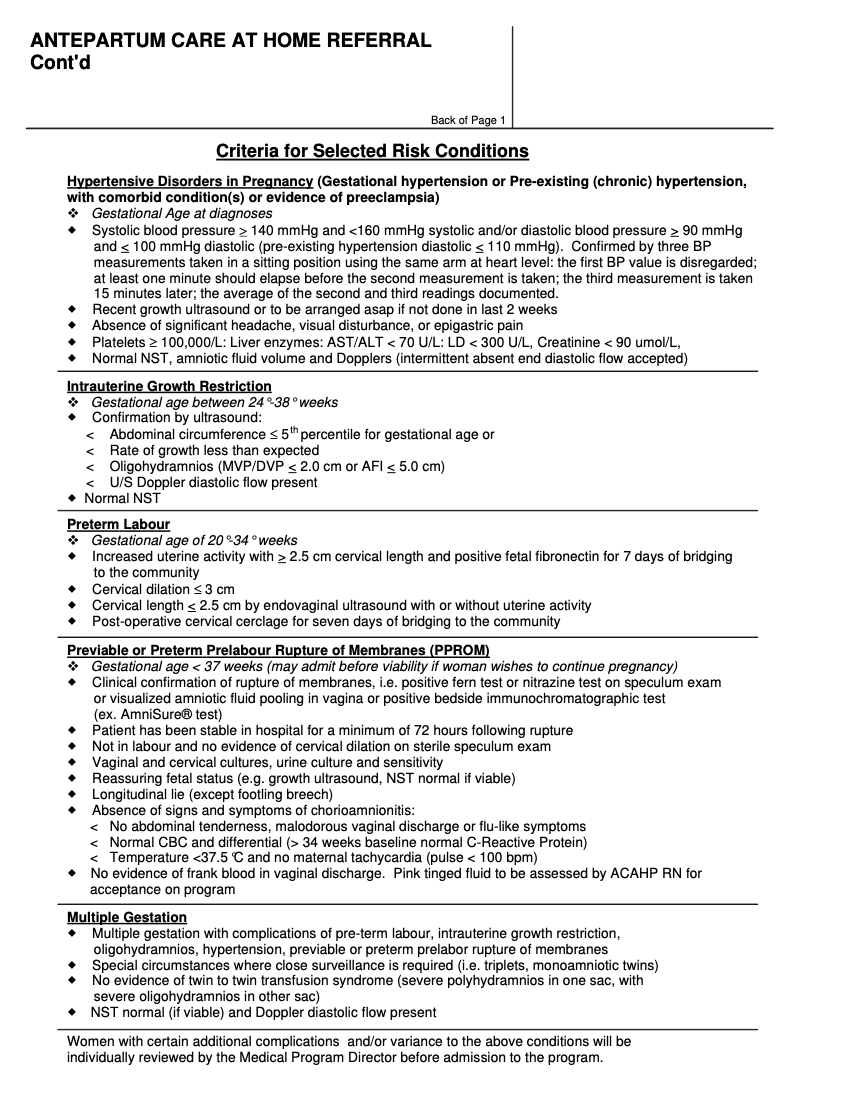 ANTEPARTUM CARE AT HOME REFERRAL
Cont'd
Back of Page 1
Criteria for Selected Risk Conditions
Hypertensive Disorders in Pregnancy (Gestational hypertension or Pre-existing (chronic) hypertension,
with comorbid condition(s) or evidence of preeclampsia)
❖ Gestational Age at diagnoses
◆ Systolic blood pressure ≥ 140 mmHg and <160 mmHg systolic and/or diastolic blood pressure ≥ 90 mmHg
and ≤ 100 mmHg diastolic (pre-existing hypertension diastolic ≤ 110 mmHg). Confirmed by three BP
measurements taken in a sitting position using the same arm at heart level: the first BP value is disregarded;
at least one minute should elapse before the second measurement is taken; the third measurement is taken
15 minutes later; the average of the second and third readings documented.
◆ Recent growth ultrasound or to be arranged asap if not done in last 2 weeks
◆ Absence of significant headache, visual disturbance, or epigastric pain
◆ Platelets ≥ 100,000/L: Liver enzymes: AST/ALT < 70 U/L: LD < 300 U/L, Creatinine < 90 umol/L,
◆ Normal NST, amniotic fluid volume and Dopplers (intermittent absent end diastolic flow accepted)
Intrauterine Growth Restriction
❖ Gestational age between 24°-38° weeks
◆ Confirmation by ultrasound:
< Abdominal circumference ≤ 5th percentile for gestational age or
< Rate of growth less than expected
< Oligohydramnios (MVP/DVP ≤ 2.0 cm or AFI ≤ 5.0 cm)
< U/S Doppler diastolic flow present
◆ Normal NST
Preterm Labour
❖ Gestational age of 20°-34° weeks
◆ Increased uterine activity with ≥ 2.5 cm cervical length and positive fetal fibronectin for 7 days of bridging
to the community
◆ Cervical dilation ≤ 3 cm
◆ Cervical length ≤ 2.5 cm by endovaginal ultrasound with or without uterine activity
◆ Post-operative cervical cerclage for seven days of bridging to the community
Previable or Preterm Prelabour Rupture of Membranes (PPROM)
❖ Gestational age < 37 weeks (may admit before viability if woman wishes to continue pregnancy)
◆ Clinical confirmation of rupture of membranes, i.e. positive fern test or nitrazine test on speculum exam
or visualized amniotic fluid pooling in vagina or positive bedside immunochromatographic test
(ex. AmniSure® test)
◆ Patient has been stable in hospital for a minimum of 72 hours following rupture
◆ Not in labour and no evidence of cervical dilation on sterile speculum exam
◆ Vaginal and cervical cultures, urine culture and sensitivity
◆ Reassuring fetal status (e.g. growth ultrasound, NST normal if viable)
◆ Longitudinal lie (except footling breech)
◆ Absence of signs and symptoms of chorioamnionitis:
< No abdominal tenderness, malodorous vaginal discharge or flu-like symptoms
< Normal CBC and differential (> 34 weeks baseline normal C-Reactive Protein)
< Temperature <37.5 °C and no maternal tachycardia (pulse < 100 bpm)
◆ No evidence of frank blood in vaginal discharge. Pink tinged fluid to be assessed by ACAHP RN for
acceptance on program
Multiple Gestation
◆ Multiple gestation with complications of pre-term labour, intrauterine growth restriction,
oligohydramnios, hypertension, previable or preterm prelabor rupture of membranes
◆ Special circumstances where close surveillance is required (i.e. triplets, monoamniotic twins)
◆ No evidence of twin to twin transfusion syndrome (severe polyhydramnios in one sac, with
severe oligohydramnios in other sac)
◆ NST normal (if viable) and Doppler diastolic flow present
Women with certain additional complications and/or variance to the above conditions will be
individually reviewed by the Medical Program Director before admission to the program.